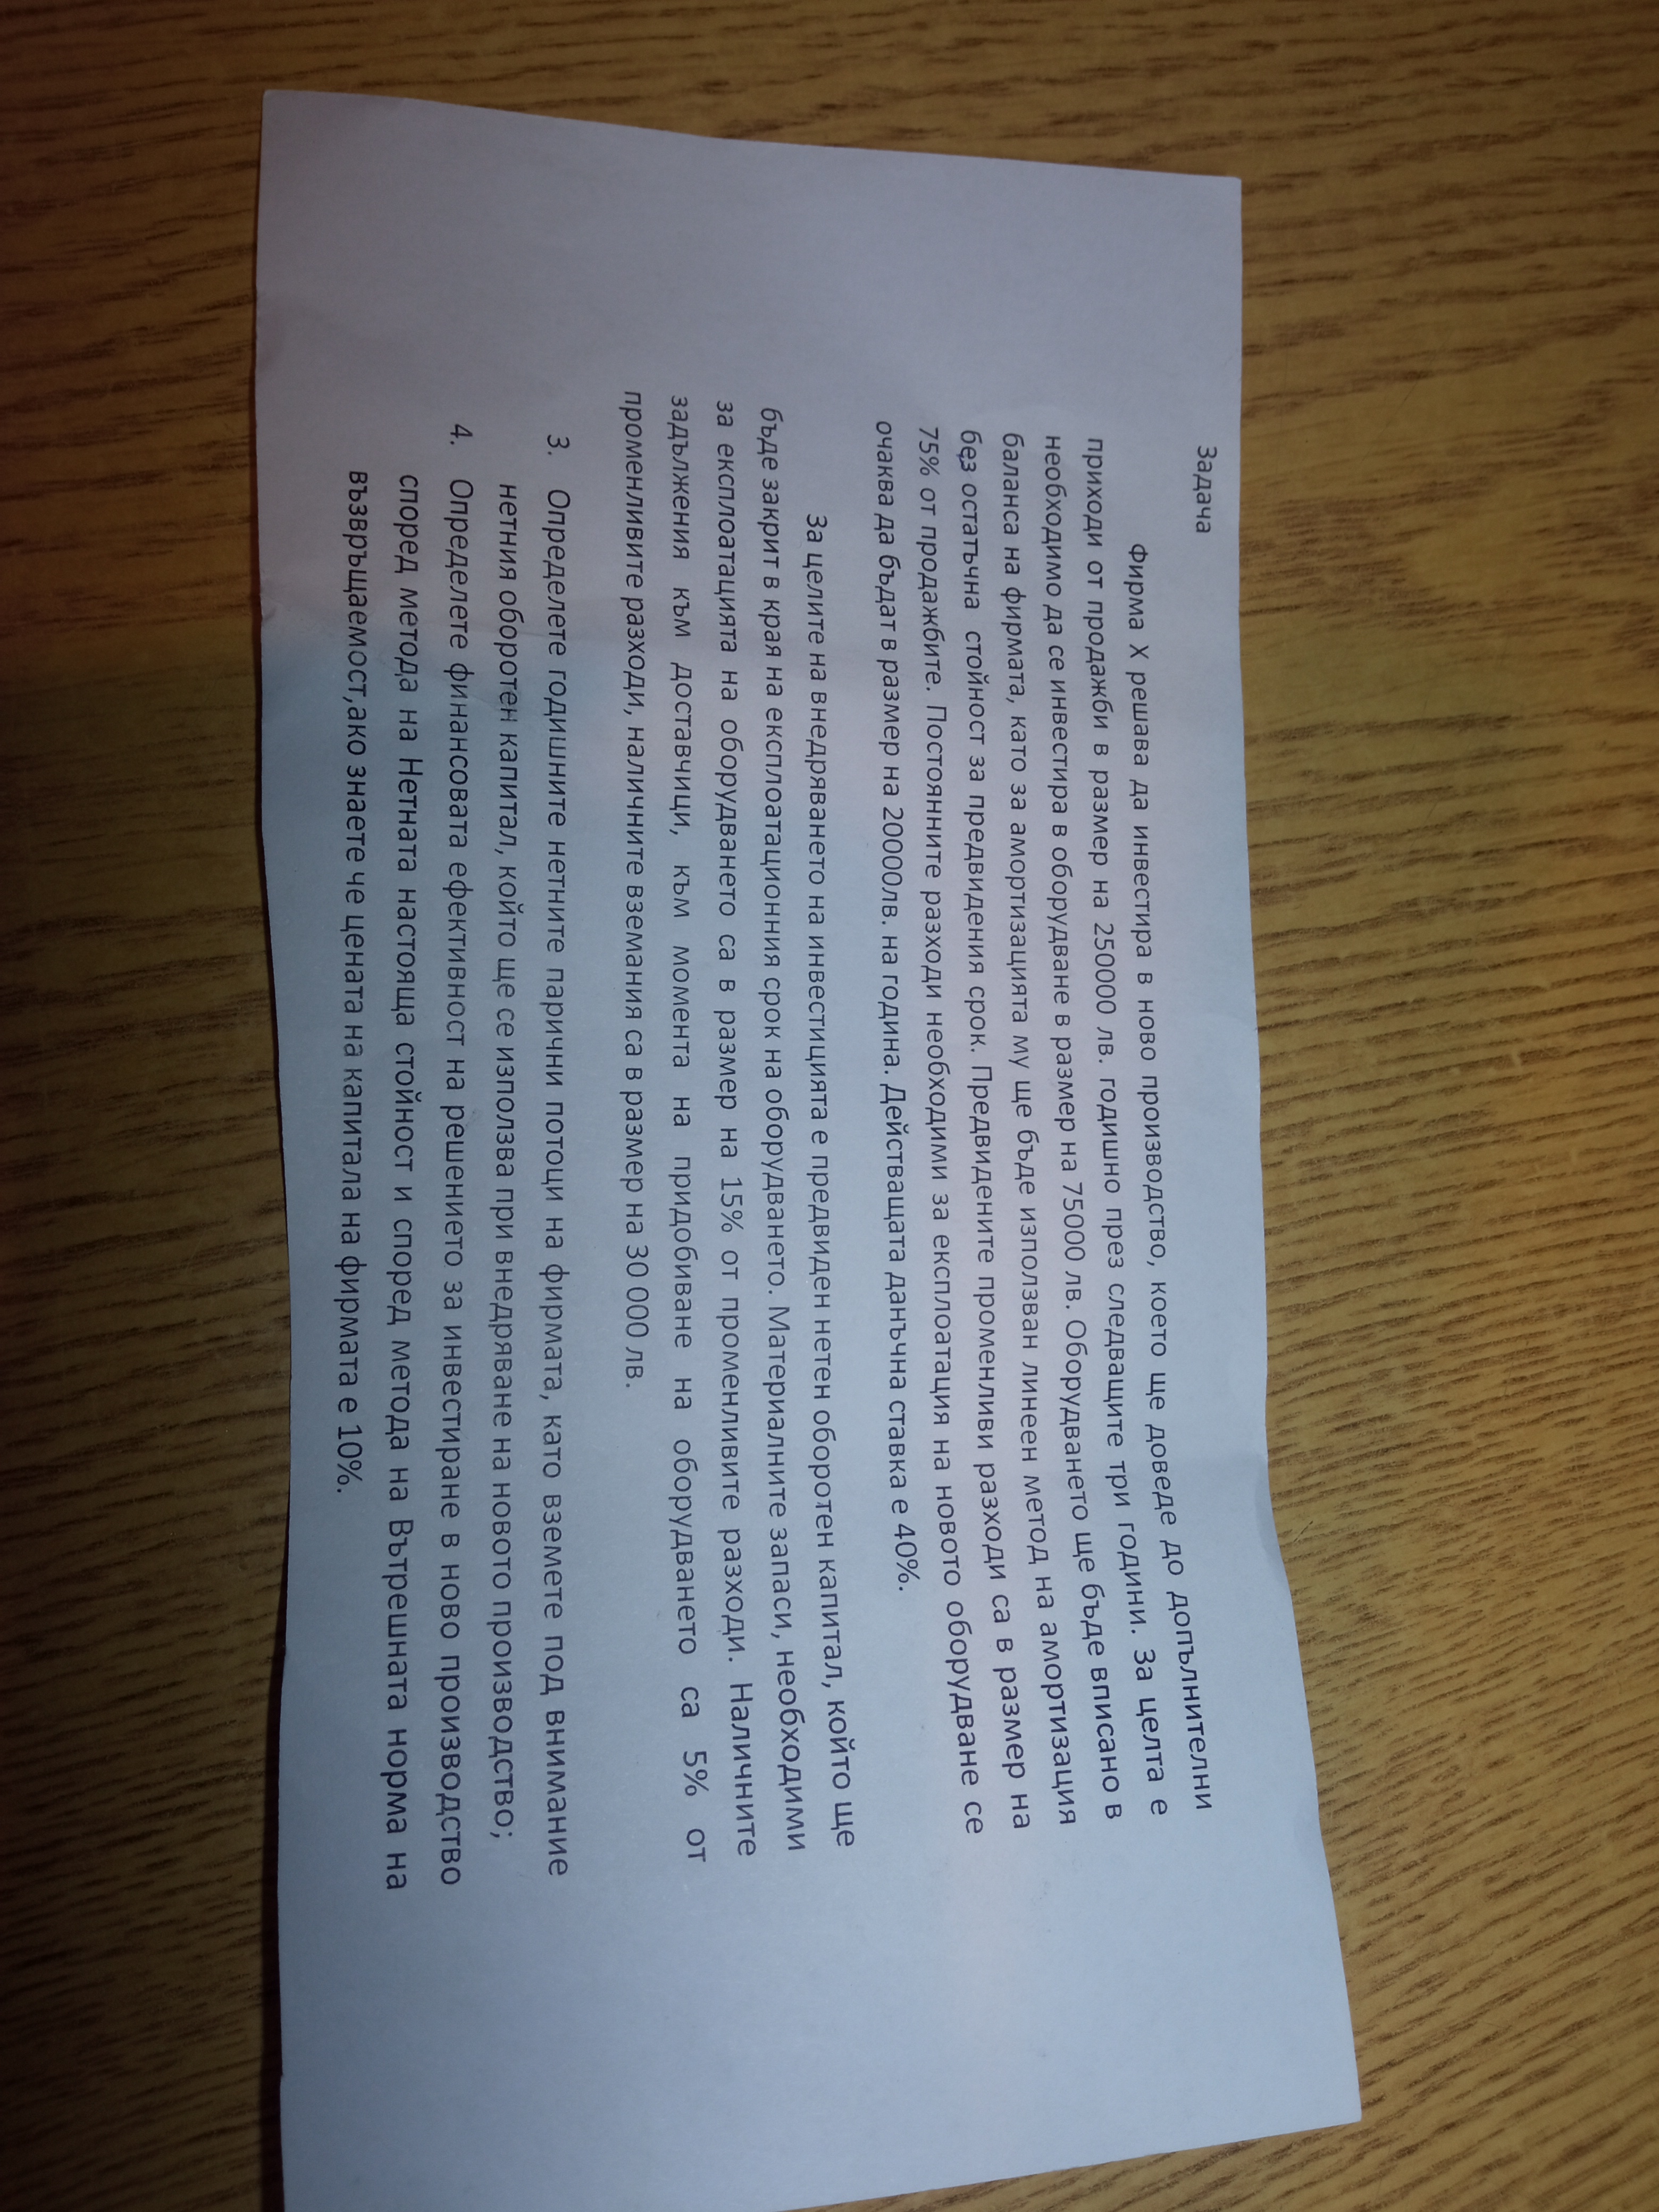 Задача
Фирма X решава да инвестира в ново производство, което ще доведе до допълнителни
приходи от продажби в размер на 250000 лв. годишно през следващите три години. За целта е
необходимо да се инвестира в оборудване в размер на 75000 лв. Оборудването ще бъде вписано в
баланса на фирмата, като за амортизацията му ще бъде използван линеен метод на амортизация
без остатъчна стойност за предвидения срок. Предвидените променливи разходи са в размер на
75% от продажбите. Постоянните разходи необходими за експлоатация на новото оборудване се
очаква да бъдат в размер на 20000лв. на година. Действащата данъчна ставка е 40%.
За целите на внедряването на инвестицията е предвиден нетен оборотен капитал, който ще
бъде закрит в края на експлоатационния срок на оборудването. Материалните запаси, необходими
за експлоатацията на оборудването са в размер на 15% от променливите разходи. Наличните
задължения към доставчици, към момента на придобиване на оборудването са 5% от
променливите разходи, наличните вземания са в размер на 30 000 лв.
3. Определете годишните нетните парични потоци на фирмата, като вземете под внимание
нетния оборотен капитал, който ще се използва при внедряване на новото производство;
4. Определете финансовата ефективност на решението за инвестиране в ново производство
според метода на Нетната настояща стойност и според метода на Вътрешната норма на
възвръщаемост,ако знаете че цената на капитала на фирмата е 10%.